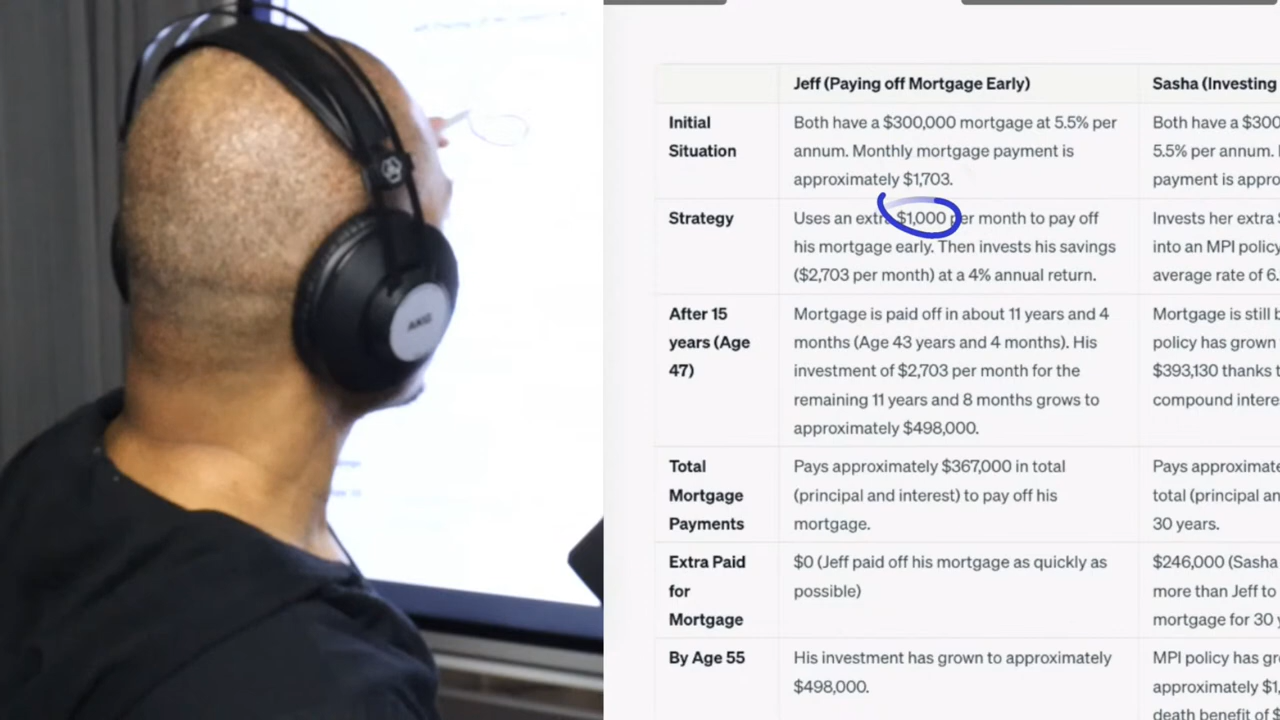 Jeff (Paying off Mortgage Early)
Sasha (Investing
Initial
Situation
Both have a $300,000 mortgage at 5.5% per
annum. Monthly mortgage payment is
approximately $1,703.
Both have a $300
5.5% per annum.
payment is appro
Strategy
Uses an extra $1,000 per month to pay off
his mortgage early. Then invests his savings
($2,703 per month) at a 4% annual return.
Invests her extra
into an MPI policy
average rate of 6.
After 15
years (Age
47)
Mortgage is paid off in about 11 years and 4
months (Age 43 years and 4 months). His
investment of $2,703 per month for the
remaining 11 years and 8 months grows to
approximately $498,000.
Mortgage is still b
policy has grown
$393,130 thanks t
compound intere
Total
Mortgage
Payments
Pays approximately $367,000 in total
(principal and interest) to pay off his
mortgage.
Pays approximate
total (principal an
30 years.
Extra Paid
for
Mortgage
$0 (Jeff paid off his mortgage as quickly as
possible)
$246,000 (Sasha
more than Jeff to
mortgage for 30 y
By Age 55
His investment has grown to approximately
$498,000.
MPI policy has gro
approximately $1,
death benefit of $
AKG